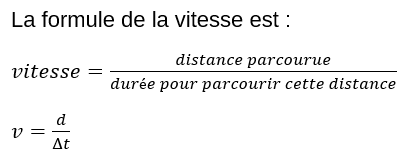 La formule de la vitesse est :
vitesse = distance parcourue / durée pour parcourir cette distance
v = d / Δt